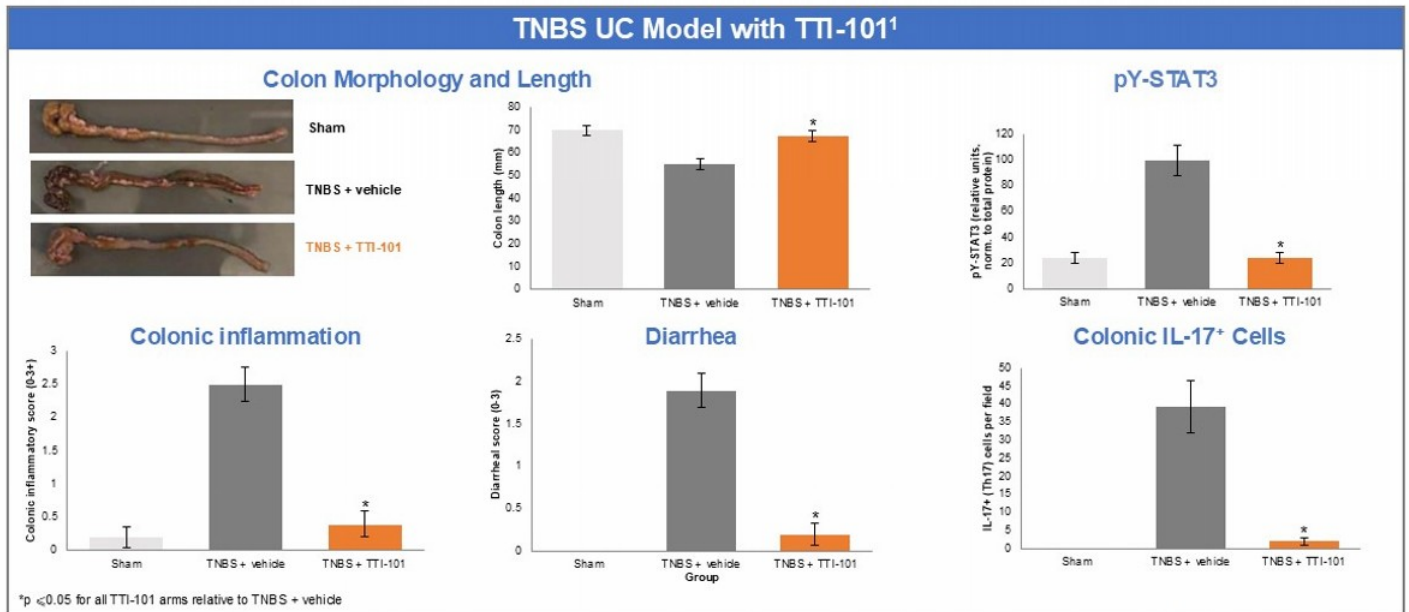 TNBS UC Model with TTI-101¹
Colon Morphology and Length
Sham
TNBS + vehicle
TNBS + TTI-101
Colon length (mm)
80
70
60
50
40
30
20
10
0
*
Sham
TNBS + vehicle
TNBS + TTI-101
pY-STAT3
pY-STAT3 (relative units,
norm. to total protein)
120
100
80
60
40
20
0
*
Sham
TNBS + vehicle
TNBS + TTI-101
Colonic inflammation
Colonic inflammatory score (0-3+)
3
2.5
2
1.5
1
0.5
0
*
Sham
TNBS + vehicle
TNBS + TTI-101
Diarrhea
Diarrheal score (0-3)
2.5
2
1.5
1
0.5
0
*
Sham
TNBS + vehicle
TNBS + TTI-101
Group
Colonic IL-17⁺ Cells
IL-17+ (Th17) cells per field
50
45
40
35
30
25
20
15
10
5
0
*
Sham
TNBS + vehicle
TNBS + TTI-101
*p ⩽0.05 for all TTI-101 arms relative to TNBS + vehicle